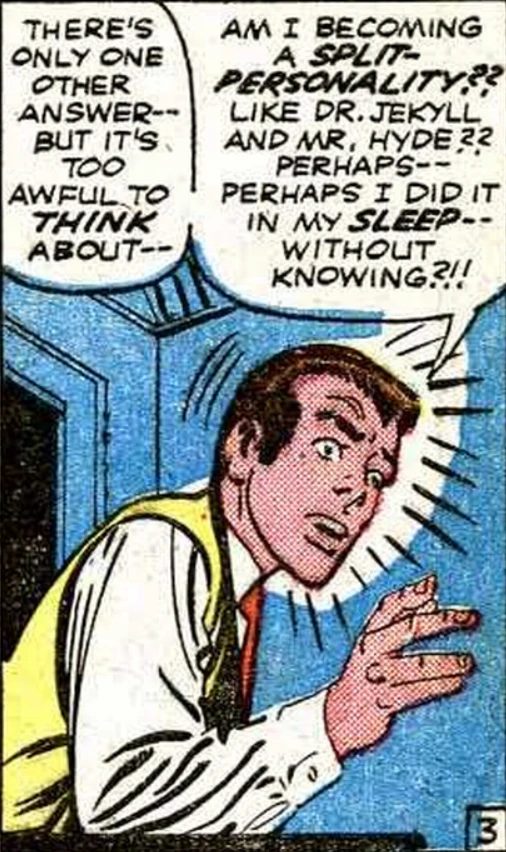 THERE'S
ONLY ONE
OTHER
ANSWER--
BUT IT'S
TOO
AWFUL TO
THINK
ABOUT--
AM I BECOMING
A SPLIT-
PERSONALITY??
LIKE DR. JEKYLL
AND MR. HYDE??
PERHAPS--
PERHAPS I DID IT
IN MY SLEEP--
WITHOUT
KNOWING?!!
3